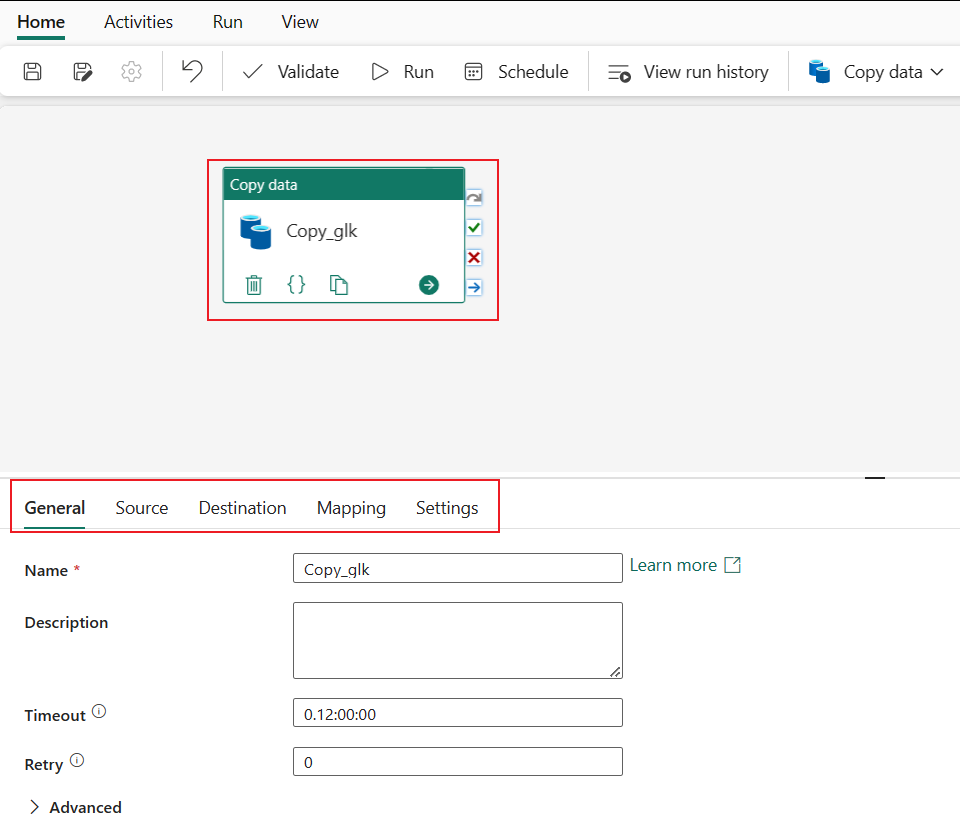 Home Activities Run View
Validate Run Schedule View run history Copy data
Copy data
Copy_glk
{}
General Source Destination Mapping Settings
Name * Copy_glk Learn more
Description
Timeout 0.12:00:00
Retry 0
Advanced